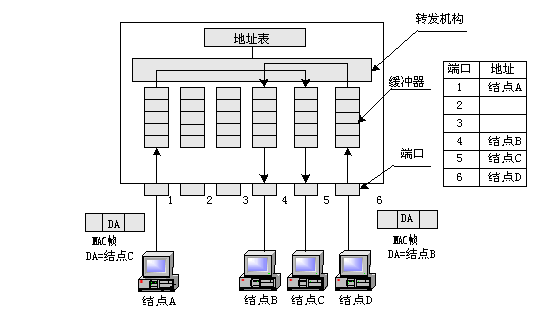 转发机构
地址表
缓冲器
端口 地址
1 结点A
2
3
4 结点B
5 结点C
6 结点D
端口
1 2 3 4 5 6
DA
MAC帧
DA=结点C
DA
MAC帧
DA=结点B
结点A 结点B 结点C 结点D